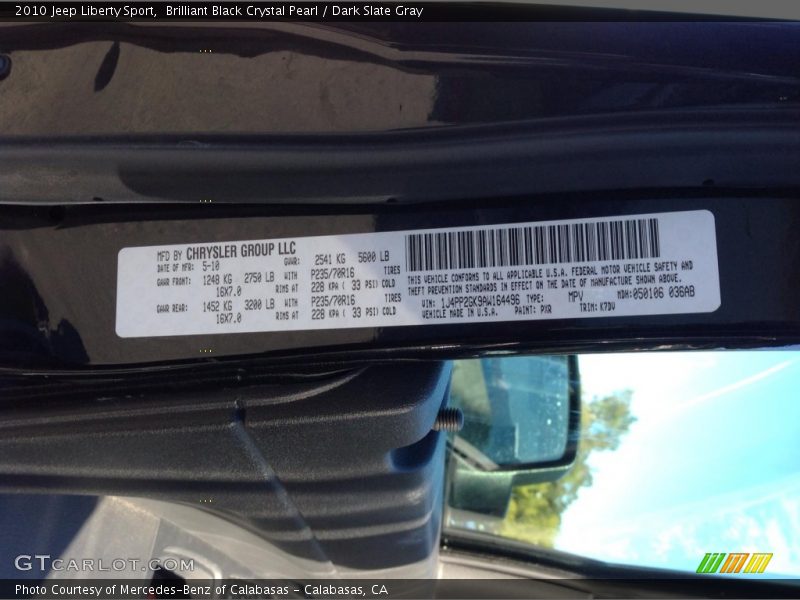 2010 Jeep Liberty Sport,  Brilliant Black Crystal Pearl / Dark Slate Gray
MFD BY CHRYSLER GROUP LLC
DATE OF MFR: 5-10 GVWR: 2541 KG 5600 LB
GAWR FRONT: 1248 KG 2750 LB WITH P235/70R16 TIRES
16X7.0 RIMS AT 228 KPA ( 33 PSI) COLD
GAWR REAR: 1452 KG 3200 LB WITH P235/70R16 TIRES
16X7.0 RIMS AT 228 KPA ( 33 PSI) COLD
THIS VEHICLE CONFORMS TO ALL APPLICABLE U.S.A. FEDERAL MOTOR VEHICLE SAFETY AND
THEFT PREVENTION STANDARDS IN EFFECT ON THE DATE OF MANUFACTURE SHOWN ABOVE.
VIN: 1J4PP2GK9AW164496 TYPE: MPV MDH:050106 036AB
VEHICLE MADE IN U.S.A. PAINT: PXR TRIM: K7DV
GTCARLOT.COM
Photo Courtesy of Mercedes-Benz of Calabasas - Calabasas, CA